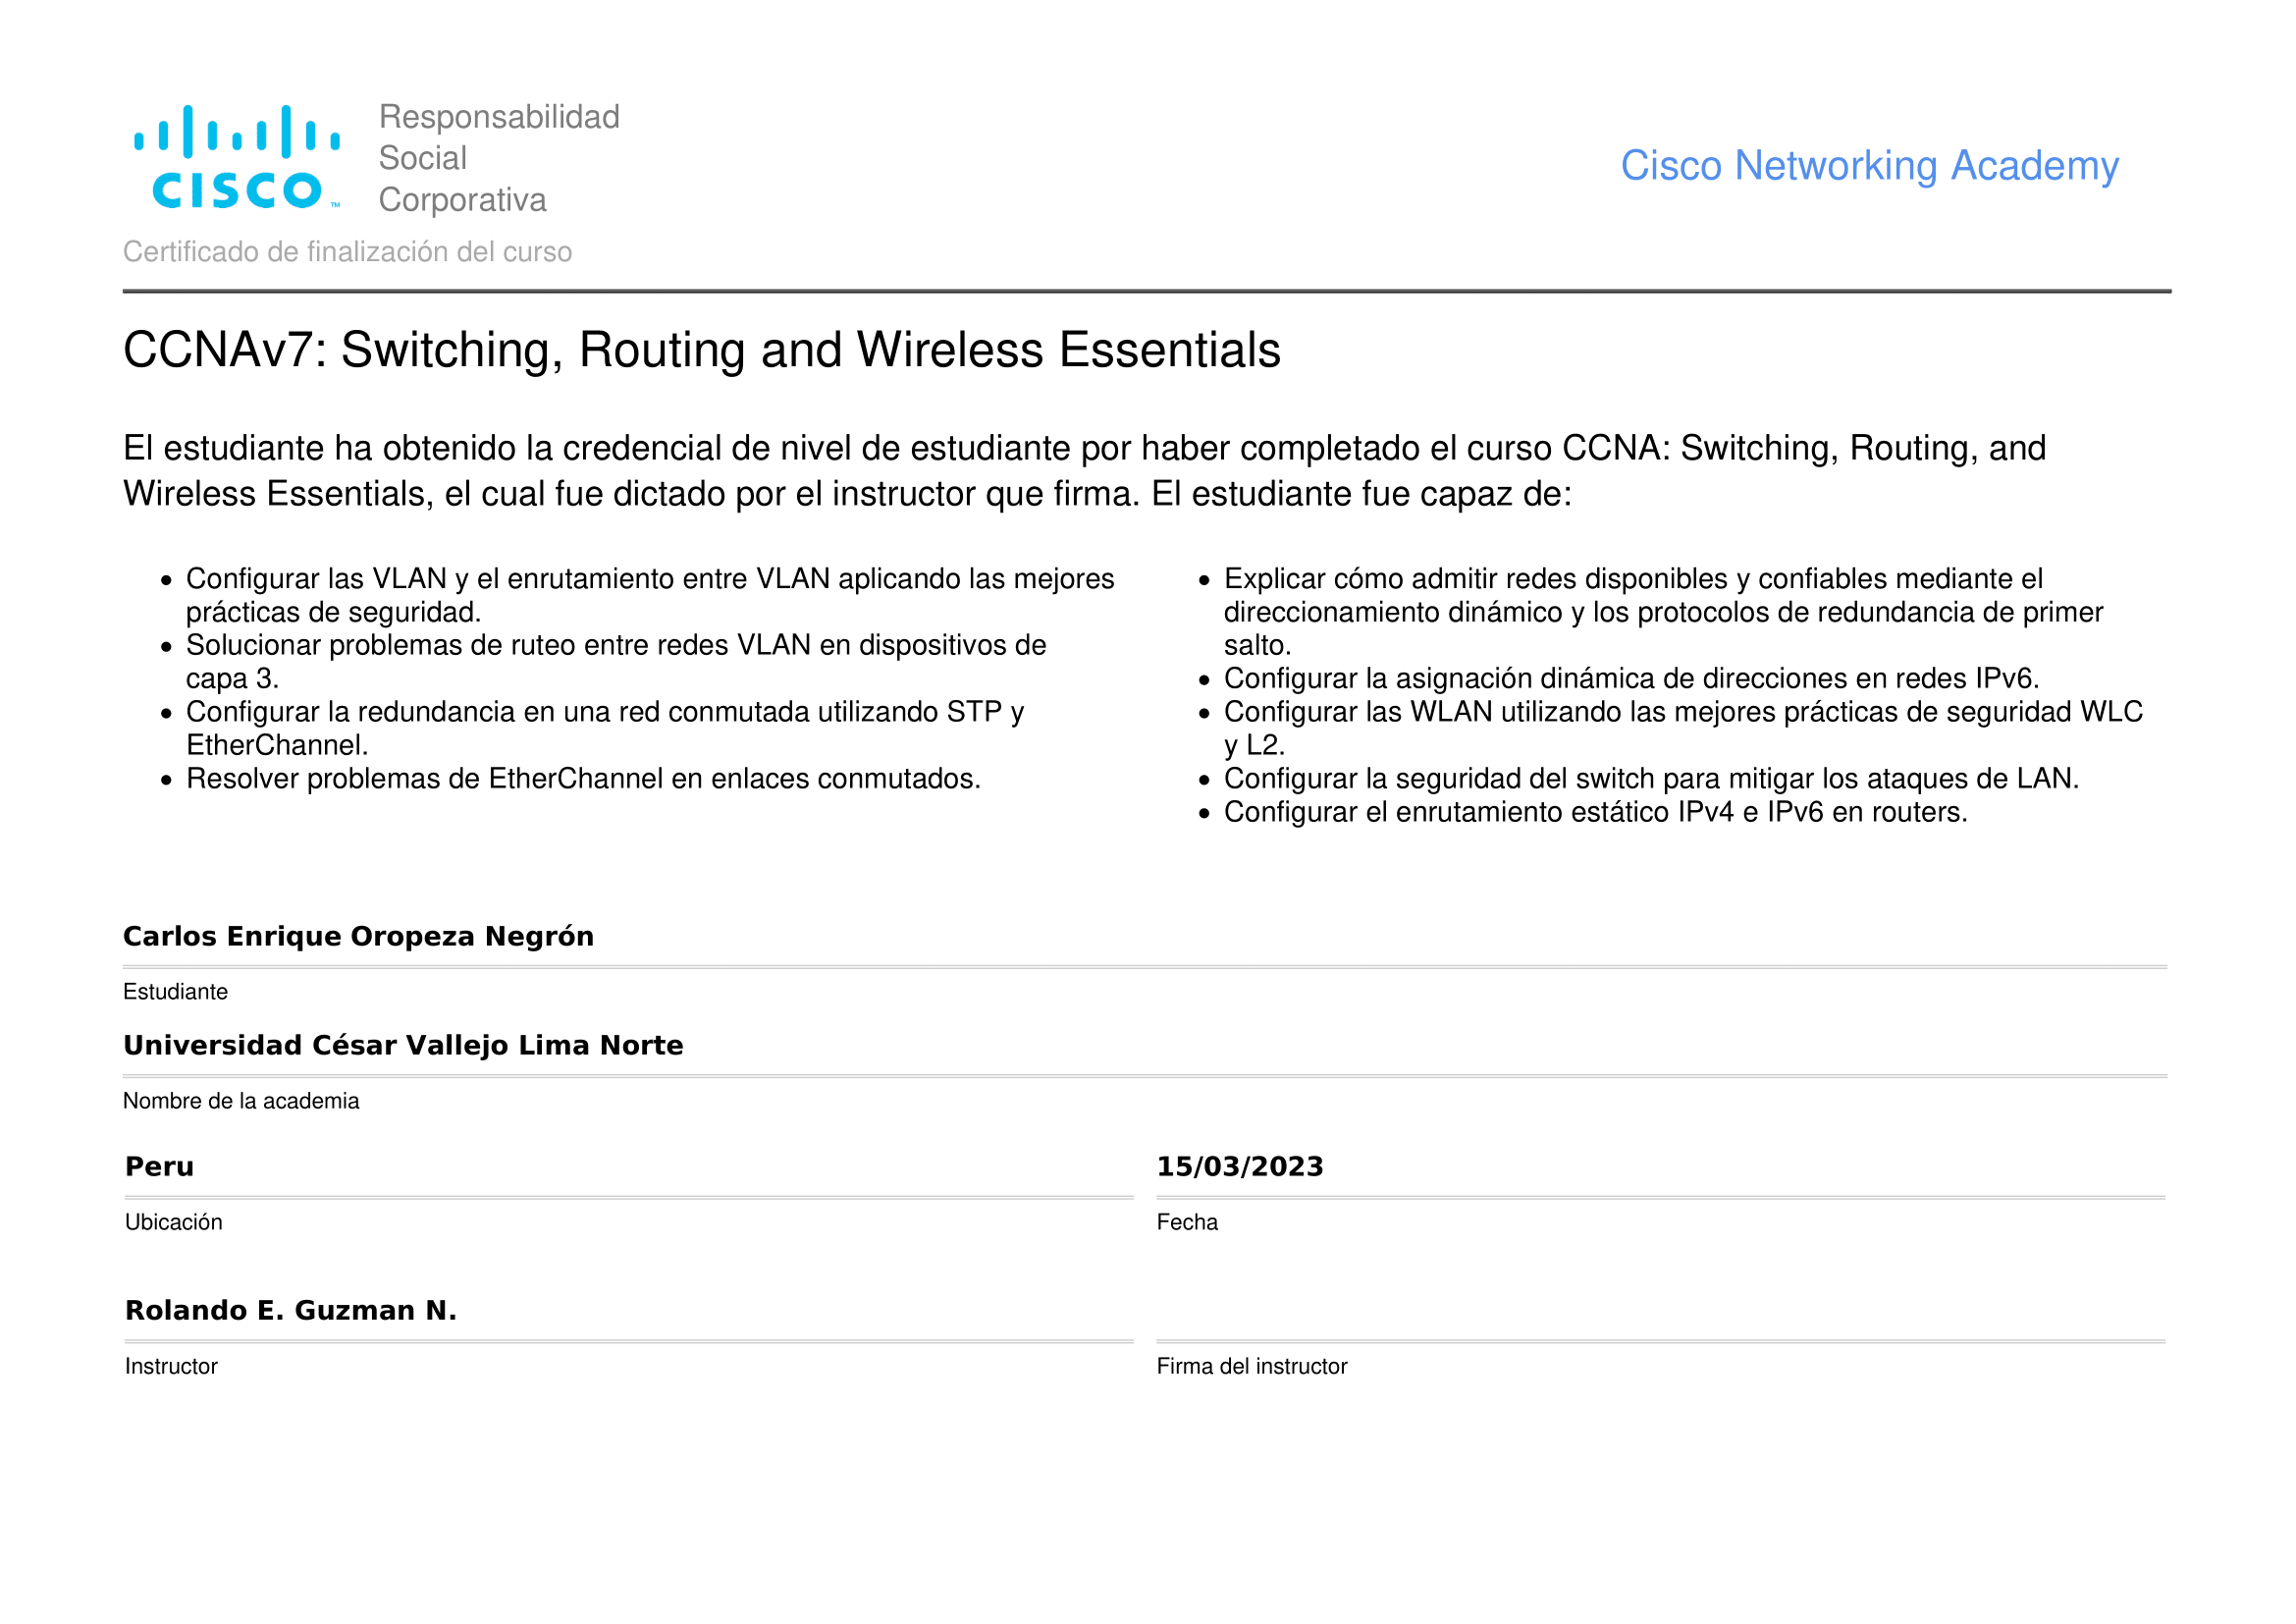 CISCO™
Responsabilidad
Social
Corporativa
Cisco Networking Academy
Certificado de finalización del curso
CCNAv7: Switching, Routing and Wireless Essentials
El estudiante ha obtenido la credencial de nivel de estudiante por haber completado el curso CCNA: Switching, Routing, and
Wireless Essentials, el cual fue dictado por el instructor que firma. El estudiante fue capaz de:
• Configurar las VLAN y el enrutamiento entre VLAN aplicando las mejores
prácticas de seguridad.
• Solucionar problemas de ruteo entre redes VLAN en dispositivos de
capa 3.
• Configurar la redundancia en una red conmutada utilizando STP y
EtherChannel.
• Resolver problemas de EtherChannel en enlaces conmutados.
• Explicar cómo admitir redes disponibles y confiables mediante el
direccionamiento dinámico y los protocolos de redundancia de primer
salto.
• Configurar la asignación dinámica de direcciones en redes IPv6.
• Configurar las WLAN utilizando las mejores prácticas de seguridad WLC
y L2.
• Configurar la seguridad del switch para mitigar los ataques de LAN.
• Configurar el enrutamiento estático IPv4 e IPv6 en routers.
Carlos Enrique Oropeza Negrón
Estudiante
Universidad César Vallejo Lima Norte
Nombre de la academia
Peru
Ubicación
15/03/2023
Fecha
Rolando E. Guzman N.
Instructor
Firma del instructor